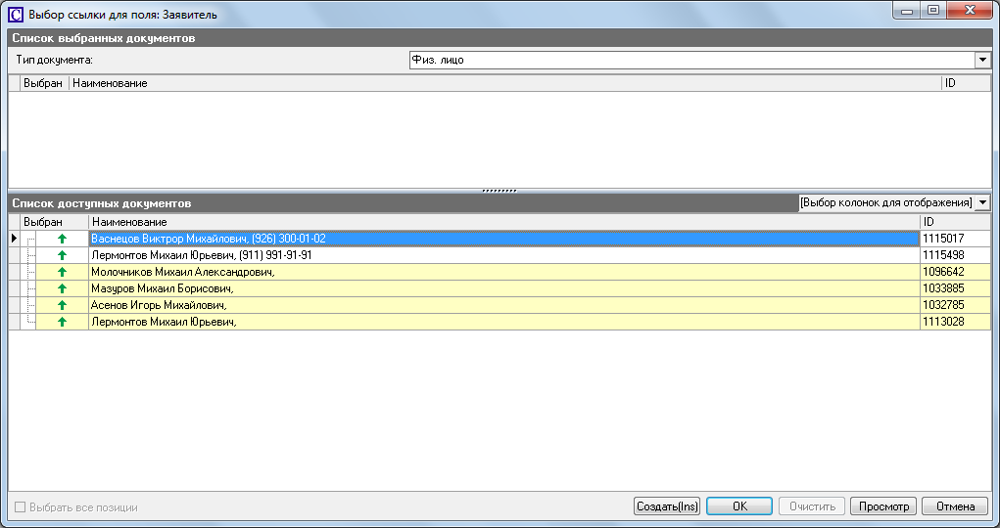 C Выбор ссылки для поля: Заявитель
Список выбранных документов
Тип документа: Физ. лицо
Выбран Наименование ID
Список доступных документов [Выбор колонок для отображения]
Выбран Наименование ID
Васнецов Виктрор Михайлович, (926) 300-01-02 1115017
Лермонтов Михаил Юрьевич, (911) 991-91-91 1115498
Молочников Михаил Александрович, 1096642
Мазуров Михаил Борисович, 1033885
Асенов Игорь Михайлович, 1032785
Лермонтов Михаил Юрьевич, 1113028
Выбрать все позиции Создать(Ins) OK Очистить Просмотр Отмена